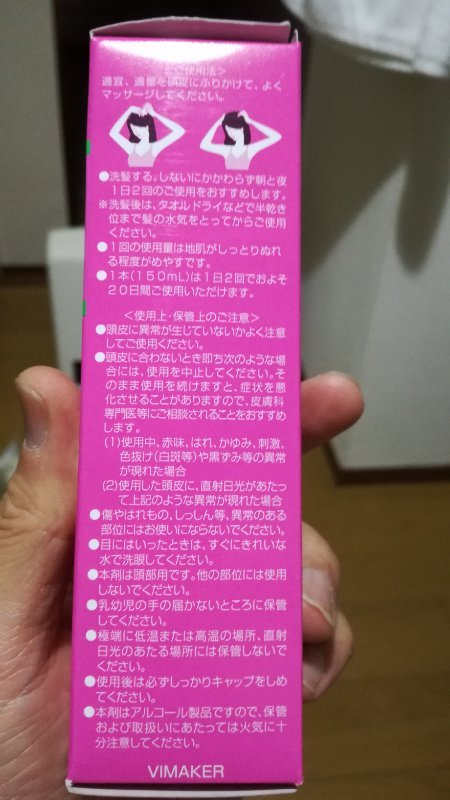 ＜ご使用法＞
適宜、適量を頭皮にふりかけて、よく
マッサージしてください。
●洗髪する、しないにかかわらず朝と夜
1日2回のご使用をおすすめします。
※洗髪後は、タオルドライなどで半乾き
位まで髪の水気をとってからご使用
ください。
●1回の使用量は地肌がしっとりぬれ
る程度がめやすです。
●1本(150mL)は1日2回でおよそ
20日間ご使用いただけます。
＜使用上・保管上のご注意＞
●頭皮に異常が生じていないかよく注意
してご使用ください。
●頭皮に合わないとき即ち次のような場
合には、使用を中止してください。そ
のまま使用を続けますと、症状を悪
化させることがありますので、皮膚科
専門医等にご相談されることをおすすめ
します。
(1)使用中、赤味、はれ、かゆみ、刺激、
色抜け(白斑等)や黒ずみ等の異常
が現れた場合
(2)使用した頭皮に、直射日光があたっ
て上記のような異常が現れた場合
●傷やはれもの、しっしん等、異常のある
部位にはお使いにならないでください。
●目にはいったときは、すぐにきれいな
水で洗眼してください。
●本剤は頭部用です。他の部位には使用
しないでください。
●乳幼児の手の届かないところに保管
してください。
●極端に低温または高温の場所、直射
日光のあたる場所には保管しないで
ください。
●使用後は必ずしっかりキャップをしめ
てください。
●本剤はアルコール製品ですので、保管
および取扱いにあたっては火気に十
分注意してください。
VIMAKER